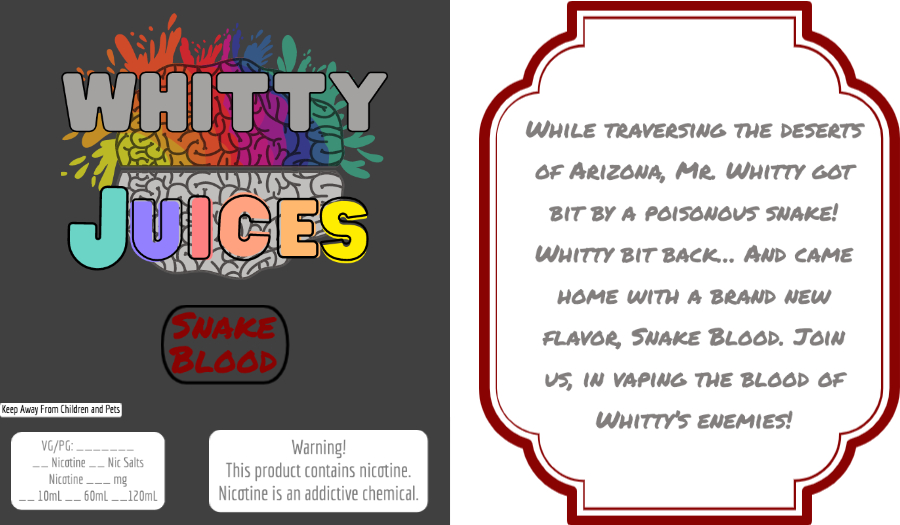 WHITTY
JUICES
Snake
Blood
Keep Away From Children and Pets
VG/PG: _______
__ Nicotine __ Nic Salts
Nicotine ___ mg
__ 10mL __ 60mL __120mL
Warning!
This product contains nicotine.
Nicotine is an addictive chemical.
While traversing the deserts
of Arizona, Mr. Whitty got
bit by a poisonous snake!
Whitty bit back... And came
home with a brand new
flavor, Snake Blood. Join
us, in vaping the blood of
Whitty's enemies!